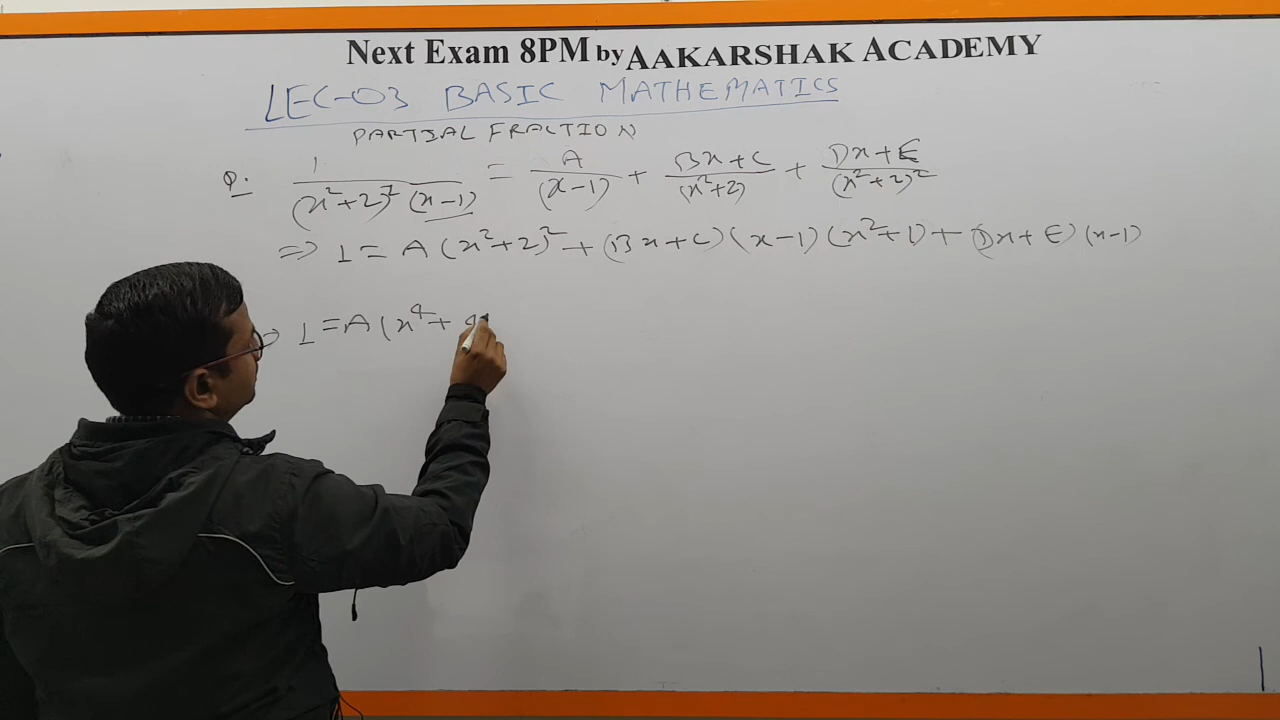 Next Exam 8PM by AAKARSHAK ACADEMY
LEC-03 BASIC MATHEMATICS
PARTIAL FRACTION
Q. 1/((x²+2)²(x-1)) = A/(x-1) + (Bx+C)/(x²+2) + (Dx+E)/(x²+2)²
⇒ 1 = A(x²+2)² + (Bx+C)(x-1)(x²+1) + (Dx+E)(x-1)
⇒ 1 = A(x⁴+ 4